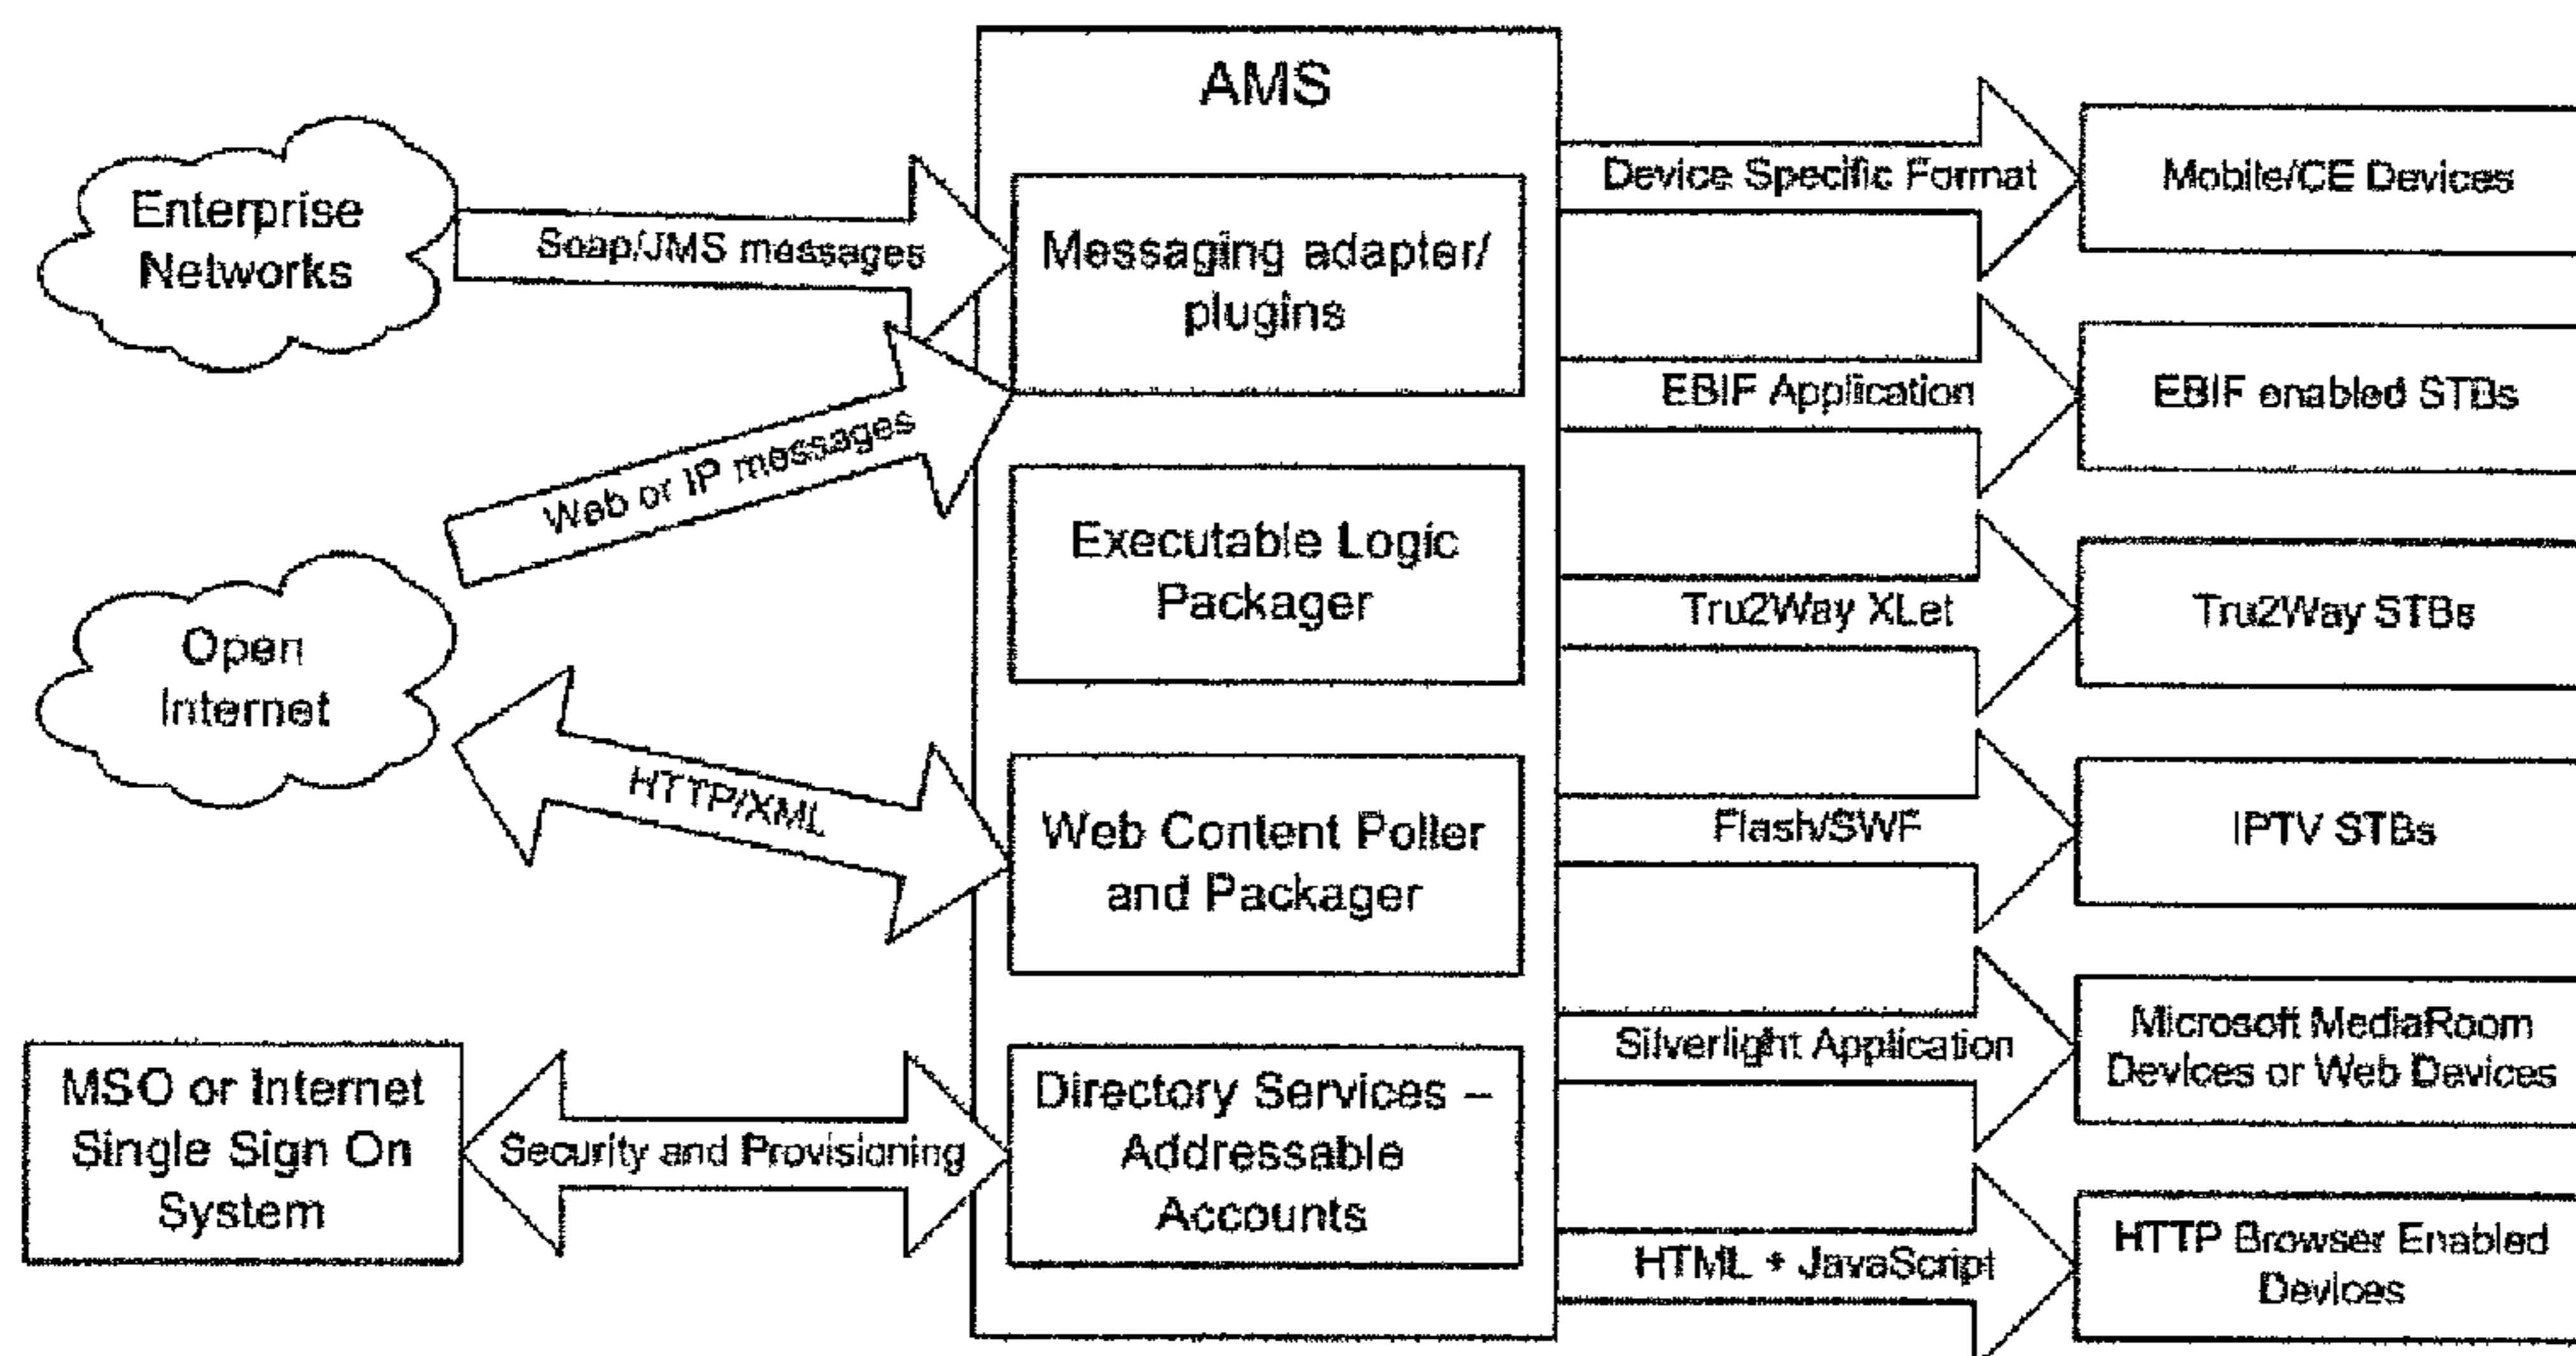 AMS
Enterprise
Networks
Soap/JMS messages
Messaging adapter/
plugins
Web or IP messages
Open
Internet
Executable Logic
Packager
HTTP/XML
Web Content Poller
and Packager
MSO or Internet
Single Sign On
System
Security and Provisioning
Directory Services –
Addressable
Accounts
Device Specific Format
Mobile/CE Devices
EBIF Application
EBIF enabled STBs
Tru2Way XLet
Tru2Way STBs
Flash/SWF
IPTV STBs
Silverlight Application
Microsoft MediaRoom
Devices or Web Devices
HTML + JavaScript
HTTP Browser Enabled
Devices